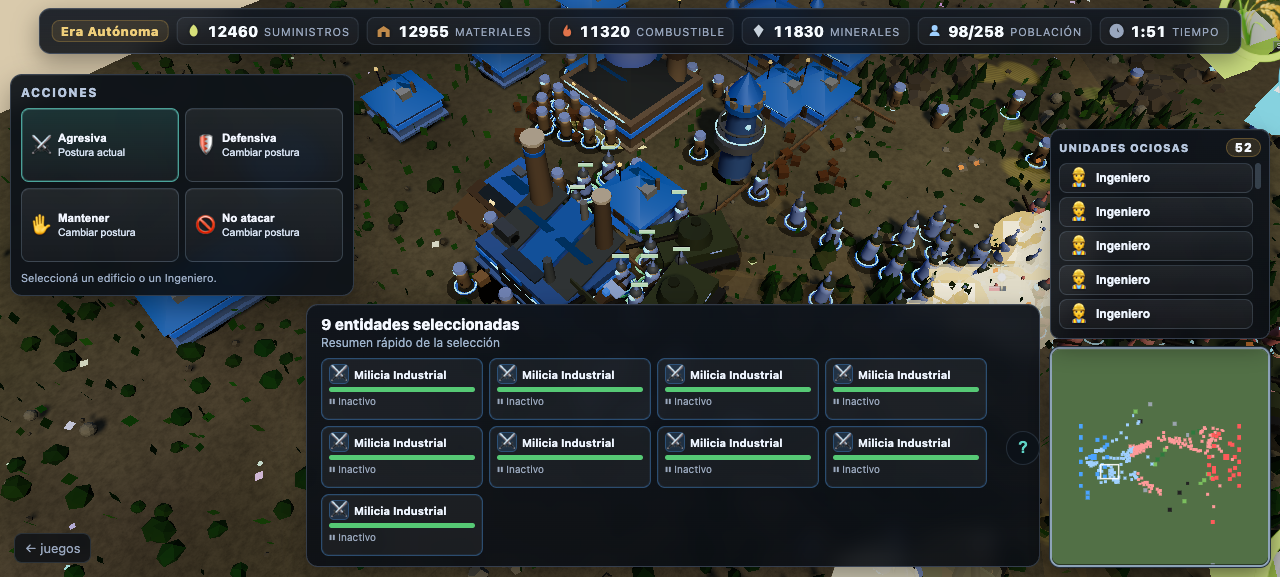 Era Autónoma
12460 SUMINISTROS
12955 MATERIALES
11320 COMBUSTIBLE
11830 MINERALES
98/258 POBLACIÓN
1:51 TIEMPO
ACCIONES
Agresiva
Postura actual
Defensiva
Cambiar postura
Mantener
Cambiar postura
No atacar
Cambiar postura
Seleccioná un edificio o un Ingeniero.
UNIDADES OCIOSAS 52
Ingeniero
Ingeniero
Ingeniero
Ingeniero
Ingeniero
9 entidades seleccionadas
Resumen rápido de la selección
Milicia Industrial
Inactivo
Milicia Industrial
Inactivo
Milicia Industrial
Inactivo
Milicia Industrial
Inactivo
Milicia Industrial
Inactivo
Milicia Industrial
Inactivo
Milicia Industrial
Inactivo
Milicia Industrial
Inactivo
Milicia Industrial
Inactivo
?
← juegos